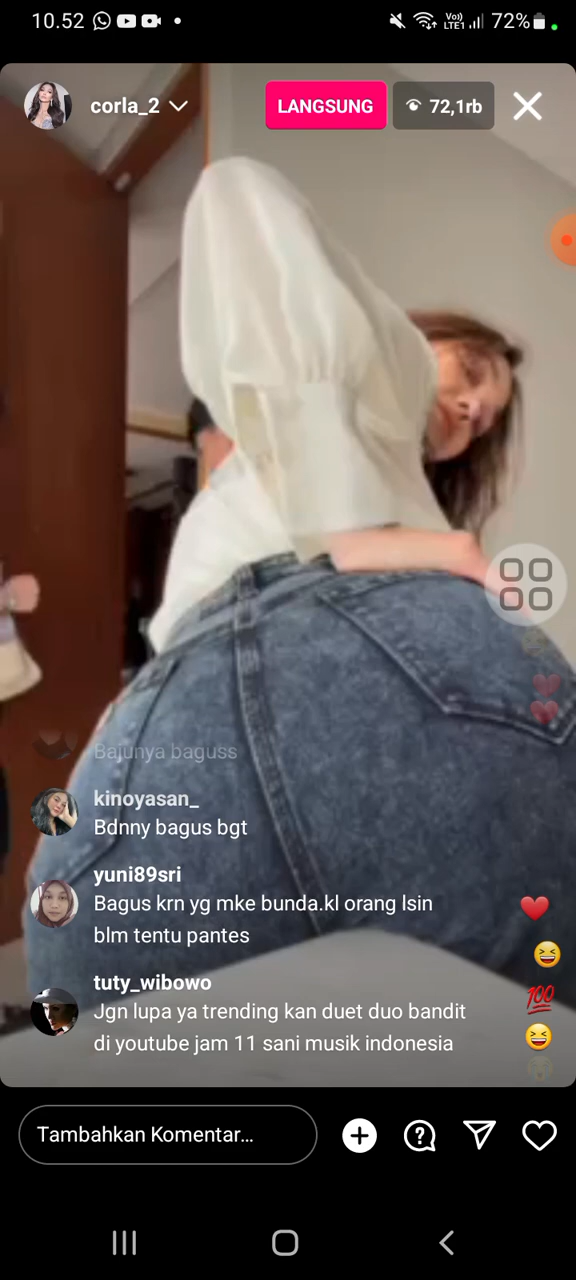 10.52
Vo))
LTE1
72%
corla_2
LANGSUNG
72,1rb
Bajunya baguss
kinoyasan_
Bdnny bagus bgt
yuni89sri
Bagus krn yg mke bunda.kl orang lsin
blm tentu pantes
tuty_wibowo
Jgn lupa ya trending kan duet duo bandit
di youtube jam 11 sani musik indonesia
100
Tambahkan Komentar...